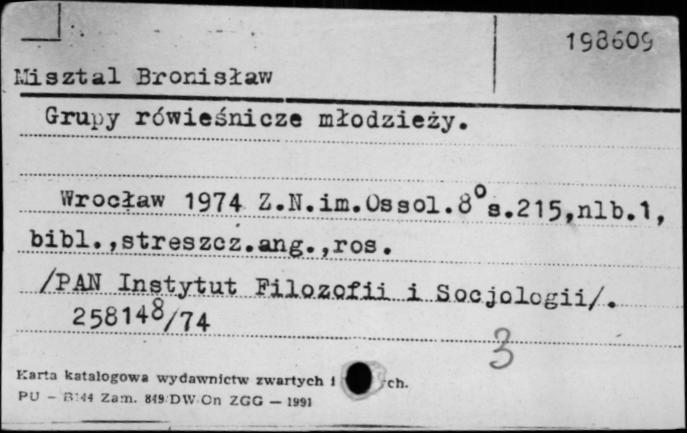 198609
Misztal Bronisław
Grupy rówieśnicze młodzieży.
Wrocław 1974 Z.N.im.Ossol.8° s.215,nlb.1,
bibl.,streszcz.ang.,ros.
/PAN Instytut Filozofii i Socjologii/.
258148/74
3
Karta katalogowa wydawnictw zwartych i ch.
PU — Zam. 849 DW On ZGG — 1991